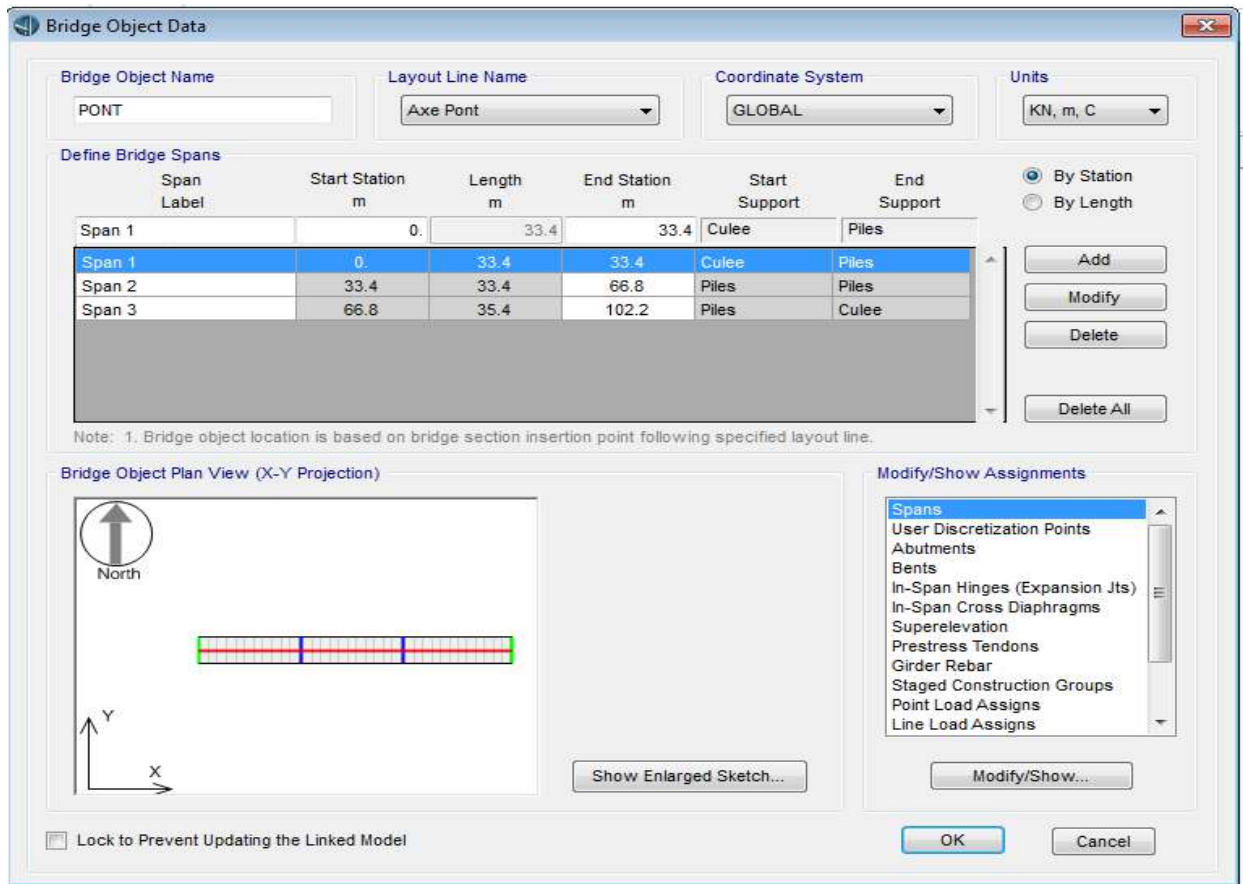 Bridge Object Data
Bridge Object Name
Layout Line Name
Coordinate System
Units
PONT
Axe Pont
GLOBAL
KN, m, C
Define Bridge Spans
Span Label
Start Station m
Length m
End Station m
Start Support
End Support
By Station
By Length
Span 1 0. 33.4 33.4 Culee Piles
Span 1 0. 33.4 33.4 Culee Piles
Span 2 33.4 33.4 66.8 Piles Piles
Span 3 66.8 35.4 102.2 Piles Culee
Add
Modify
Delete
Delete All
Note: 1. Bridge object location is based on bridge section insertion point following specified layout line.
Bridge Object Plan View (X-Y Projection)
North
Y
X
Show Enlarged Sketch...
Modify/Show Assignments
Spans
User Discretization Points
Abutments
Bents
In-Span Hinges (Expansion Jts)
In-Span Cross Diaphragms
Superelevation
Prestress Tendons
Girder Rebar
Staged Construction Groups
Point Load Assigns
Line Load Assigns
Modify/Show...
Lock to Prevent Updating the Linked Model
OK
Cancel